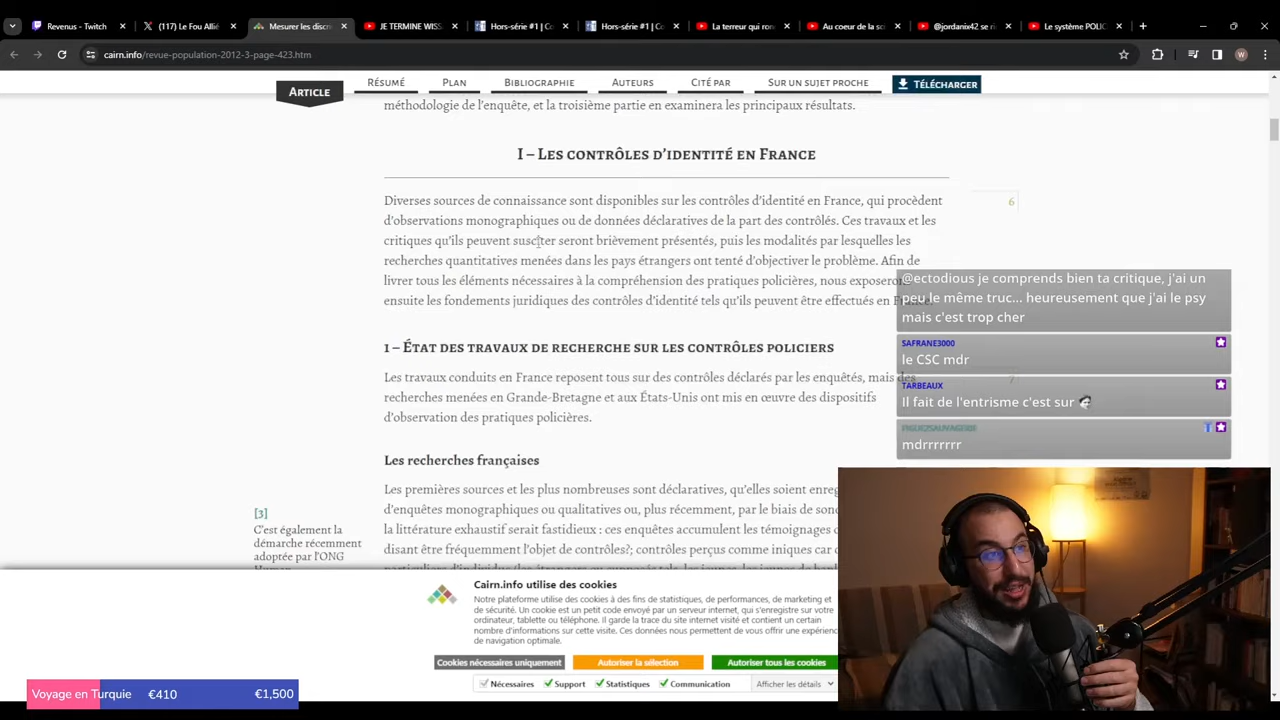 Revenus - Twitch
(117) Le Fou Allié
Mesurer les discr
JE TERMINE WISS
Hors-série #1 | Co
Hors-série #1 | Co
La terreur qui ron
Au coeur de la so
@jordanix42 se ri
Le système POLIC
cairn.info/revue-population-2012-3-page-423.htm
W
Article
Résumé
Plan
Bibliographie
Auteurs
Cité par
Sur un sujet proche
Télécharger
méthodologie de l'enquête, et la troisième partie en examinera les principaux résultats.
I – Les contrôles d'identité en France
Diverses sources de connaissance sont disponibles sur les contrôles d'identité en France, qui procèdent
6
d'observations monographiques ou de données déclaratives de la part des contrôlés. Ces travaux et les
critiques qu'ils peuvent susciter seront brièvement présentés, puis les modalités par lesquelles les
recherches quantitatives menées dans les pays étrangers ont tenté d'objectiver le problème. Afin de
livrer tous les éléments nécessaires à la compréhension des pratiques policières, nous exposerons
ensuite les fondements juridiques des contrôles d'identité tels qu'ils peuvent être effectués en France.
@ectodious je comprends bien ta critique, j'ai un
peu le même truc... heureusement que j'ai le psy
mais c'est trop cher
SAFRANE3000
le CSC mdr
TARBEAUX
Il fait de l'entrisme c'est sur
mdrrrrrrr
1 – État des travaux de recherche sur les contrôles policiers
Les travaux conduits en France reposent tous sur des contrôles déclarés par les enquêtés, mais des
7
recherches menées en Grande-Bretagne et aux États-Unis ont mis en œuvre des dispositifs
d'observation des pratiques policières.
Les recherches françaises
Les premières sources et les plus nombreuses sont déclaratives, qu'elles soient enreg
d'enquêtes monographiques ou qualitatives ou, plus récemment, par le biais de son
la littérature exhaustif serait fastidieux : ces enquêtes accumulent les témoignages d
disant être fréquemment l'objet de contrôles?; contrôles perçus comme iniques car
[3]
C'est également la
démarche récemment
adoptée par l'ONG
Cairn.info utilise des cookies
Notre plateforme utilise des cookies à des fins de statistiques, de performances, de marketing et
de sécurité. Un cookie est un petit code envoyé par un serveur internet, qui s'enregistre sur votre
ordinateur, tablette ou téléphone. Il garde la trace du site internet visité et contient un certain
nombre d'informations sur cette visite. Ces données nous permettent de vous offrir une expérienc
de navigation optimale.
Cookies nécessaires uniquement
Autoriser la sélection
Autoriser tous les cookies
Nécessaires
Support
Statistiques
Communication
Afficher les détails
Voyage en Turquie
€410
€1,500